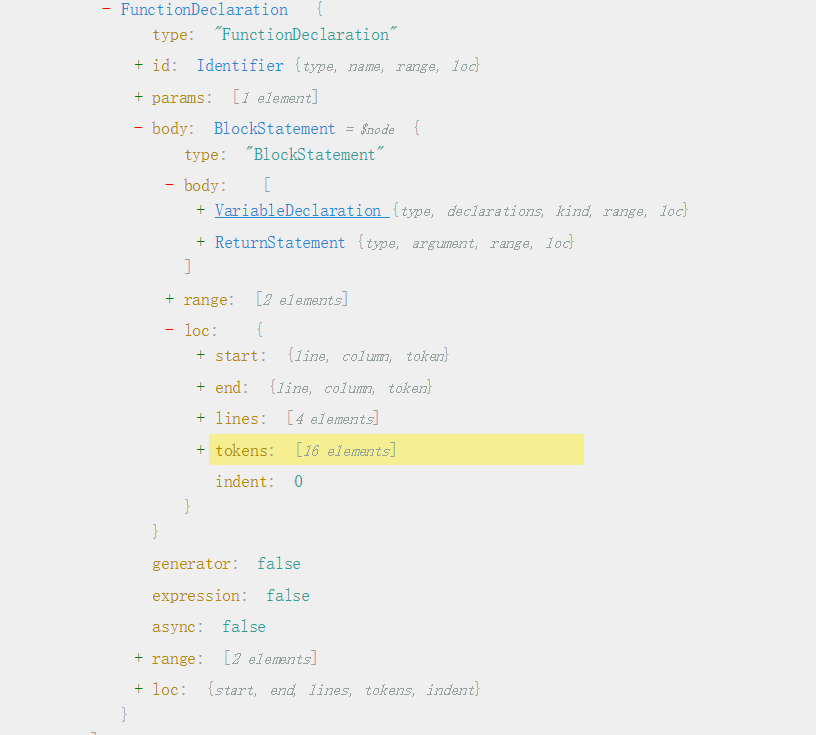 - FunctionDeclaration {
type: "FunctionDeclaration"
+ id: Identifier {type, name, range, loc}
+ params: [1 element]
- body: BlockStatement = $node {
type: "BlockStatement"
- body: [
+ VariableDeclaration {type, declarations, kind, range, loc}
+ ReturnStatement {type, argument, range, loc}
]
+ range: [2 elements]
- loc: {
+ start: {line, column, token}
+ end: {line, column, token}
+ lines: [4 elements]
+ tokens: [16 elements]
indent: 0
}
}
generator: false
expression: false
async: false
+ range: [2 elements]
+ loc: {start, end, lines, tokens, indent}
}